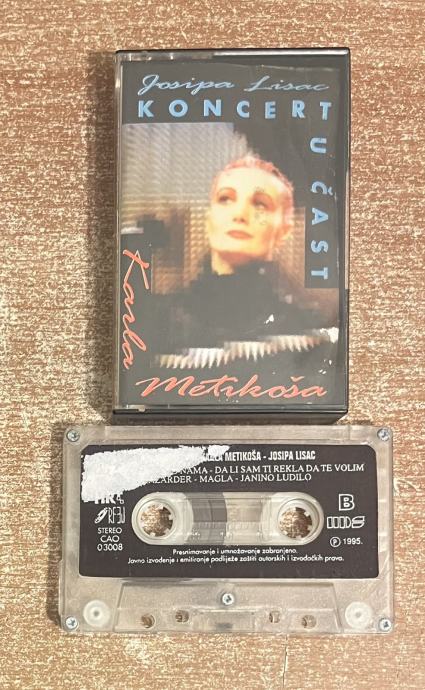 Josipa Lisac
KONCERT
U ČAST
Karla
Metikoša
METIKOŠA - JOSIPA LISAC
NAMA - DA LI SAM TI REKLA DA TE VOLIM
MAGLA - JANINO LUDILO
B
STEREO
CAO
03008
℗ 1995.
Presnimavanje i umnožavanje zabranjeno.
Javno izvođenje i emitiranje podliježe zaštiti autorskih i izvođačkih prava.